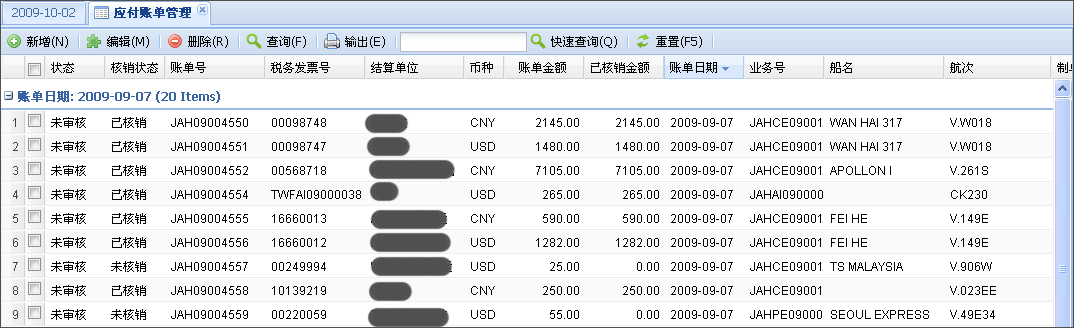 2009-10-02 应付账单管理
新增(N) 编辑(M) 删除(R) 查询(F) 输出(E) 快速查询(Q) 重置(F5)
状态 核销状态 账单号 税务发票号 结算单位 币种 账单金额 已核销金额 账单日期 业务号 船名 航次 制单
账单日期: 2009-09-07 (20 Items)
1 未审核 已核销 JAH09004550 00098748 CNY 2145.00 2145.00 2009-09-07 JAHCE09001 WAN HAI 317 V.W018
2 未审核 已核销 JAH09004551 00098747 USD 1480.00 1480.00 2009-09-07 JAHCE09001 WAN HAI 317 V.W018
3 未审核 已核销 JAH09004552 00568718 CNY 7105.00 7105.00 2009-09-07 JAHCE09001 APOLLON I V.261S
4 未审核 已核销 JAH09004554 TWFAI09000038 USD 265.00 265.00 2009-09-07 JAHAI090000 CK230
5 未审核 已核销 JAH09004555 16660013 CNY 590.00 590.00 2009-09-07 JAHCE09001 FEI HE V.149E
6 未审核 已核销 JAH09004556 16660012 USD 1282.00 1282.00 2009-09-07 JAHCE09001 FEI HE V.149E
7 未审核 未核销 JAH09004557 00249994 USD 25.00 0.00 2009-09-07 JAHCE09001 TS MALAYSIA V.906W
8 未审核 已核销 JAH09004558 10139219 CNY 250.00 250.00 2009-09-07 JAHCE09001 V.023EE
9 未审核 未核销 JAH09004559 00220059 USD 55.00 0.00 2009-09-07 JAHPE09000 SEOUL EXPRESS V.49E34